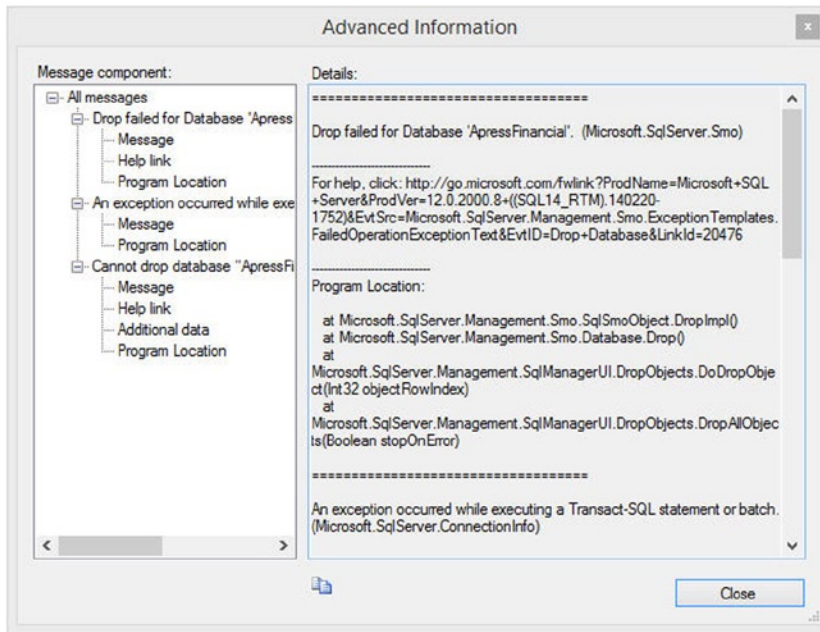 Advanced Information
x
Message component:
All messages
Drop failed for Database 'Apress
Message
Help link
Program Location
An exception occurred while exe
Message
Program Location
Cannot drop database "ApressFi
Message
Help link
Additional data
Program Location
Details:
===================================
Drop failed for Database 'ApressFinancial'. (Microsoft.SqlServer.Smo)
------------------------------
For help, click: http://go.microsoft.com/fwlink?ProdName=Microsoft+SQL
+Server&ProdVer=12.0.2000.8+((SQL14_RTM).140220-
1752)&EvtSrc=Microsoft.SqlServer.Management.Smo.ExceptionTemplates.
FailedOperationExceptionText&EvtID=Drop+Database&LinkId=20476
------------------------------
Program Location:
at Microsoft.SqlServer.Management.Smo.SqlSmoObject.DropImpl()
at Microsoft.SqlServer.Management.Smo.Database.Drop()
at
Microsoft.SqlServer.Management.SqlManagerUI.DropObjects.DoDropObje
ct(Int32 objectRowIndex)
at
Microsoft.SqlServer.Management.SqlManagerUI.DropObjects.DropAllObjec
ts(Boolean stopOnError)
===================================
An exception occurred while executing a Transact-SQL statement or batch.
(Microsoft.SqlServer.ConnectionInfo)
Close